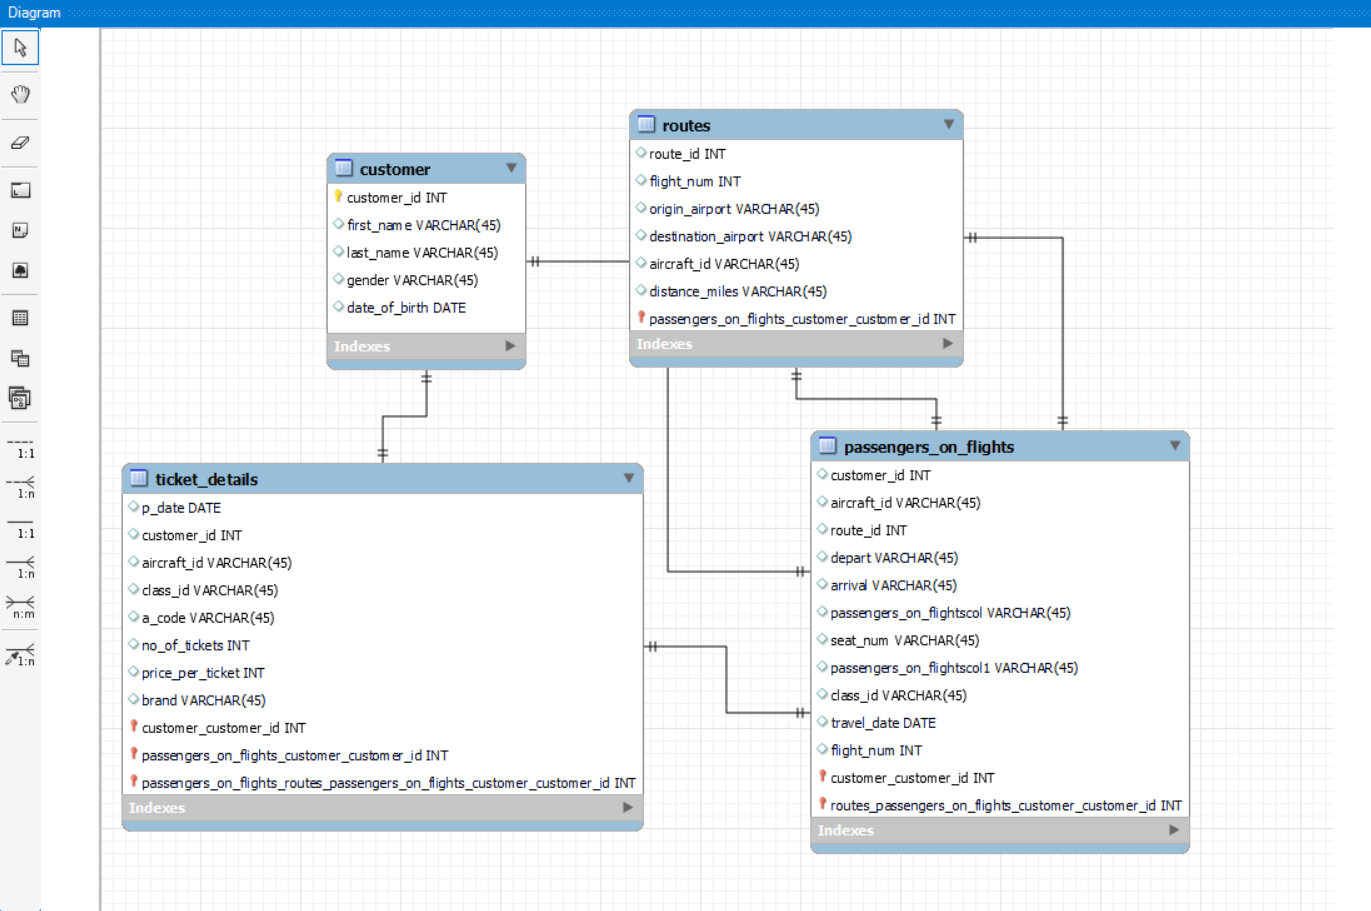 Diagram
1:1
1:n
1:1
1:n
n:m
1:n
customer
customer_id INT
first_name VARCHAR(45)
last_name VARCHAR(45)
gender VARCHAR(45)
date_of_birth DATE
Indexes
routes
route_id INT
flight_num INT
origin_airport VARCHAR(45)
destination_airport VARCHAR(45)
aircraft_id VARCHAR(45)
distance_miles VARCHAR(45)
passengers_on_flights_customer_customer_id INT
Indexes
ticket_details
p_date DATE
customer_id INT
aircraft_id VARCHAR(45)
class_id VARCHAR(45)
a_code VARCHAR(45)
no_of_tickets INT
price_per_ticket INT
brand VARCHAR(45)
customer_customer_id INT
passengers_on_flights_customer_customer_id INT
passengers_on_flights_routes_passengers_on_flights_customer_customer_id INT
Indexes
passengers_on_flights
customer_id INT
aircraft_id VARCHAR(45)
route_id INT
depart VARCHAR(45)
arrival VARCHAR(45)
passengers_on_flightscol VARCHAR(45)
seat_num VARCHAR(45)
passengers_on_flightscol1 VARCHAR(45)
class_id VARCHAR(45)
travel_date DATE
flight_num INT
customer_customer_id INT
routes_passengers_on_flights_customer_customer_id INT
Indexes